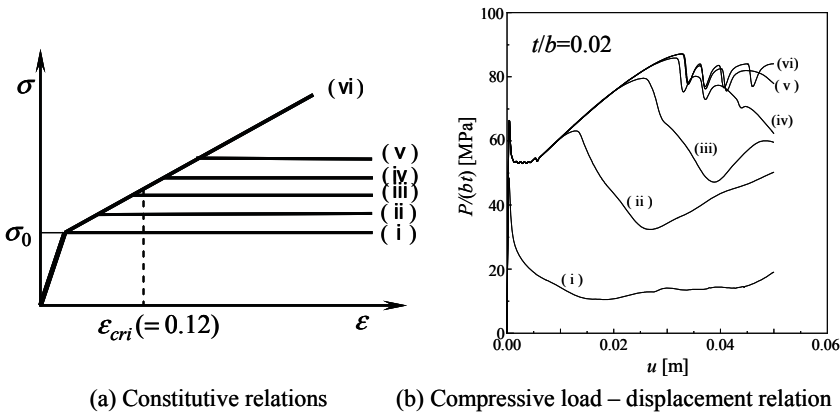 σ
(vi)
(v)
(iv)
(iii)
(ii)
(i)
σ₀
ε_cri(=0.12)
ε
(a) Constitutive relations
100
80
60
40
20
0
P/(bt) [MPa]
t/b=0.02
(vi)
(v)
(iv)
(iii)
(ii)
(i)
0.00
0.02
0.04
0.06
u [m]
(b) Compressive load – displacement relation